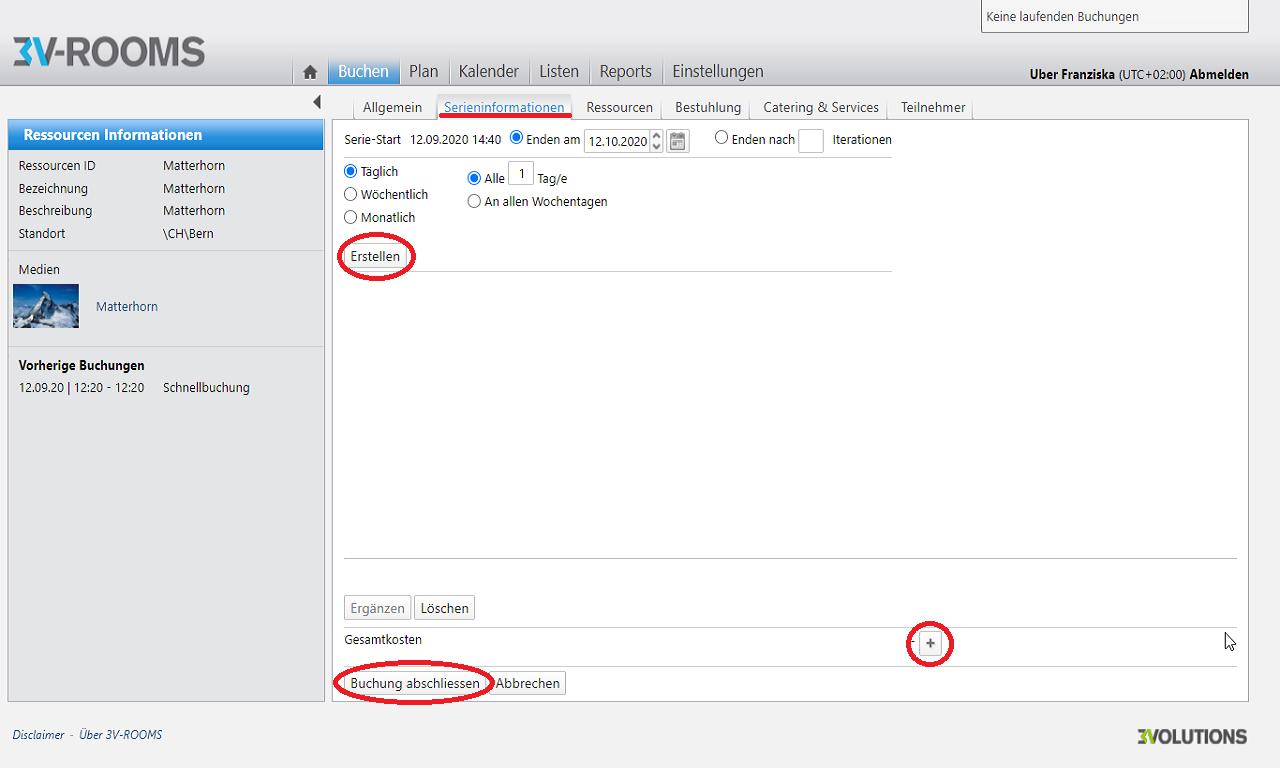 Keine laufenden Buchungen
3V-ROOMS
Buchen Plan Kalender Listen Reports Einstellungen
Uber Franziska (UTC+02:00) Abmelden
Allgemein Serieninformationen Ressourcen Bestuhlung Catering & Services Teilnehmer
Ressourcen Informationen
Ressourcen ID Matterhorn
Bezeichnung Matterhorn
Beschreibung Matterhorn
Standort \CH\Bern
Medien
Matterhorn
Vorherige Buchungen
12.09.20 | 12:20 - 12:20 Schnellbuchung
Serie-Start 12.09.2020 14:40 Enden am 12.10.2020 Enden nach Iterationen
Täglich
Wöchentlich
Monatlich
Alle 1 Tag/e
An allen Wochentagen
Erstellen
Ergänzen Löschen
Gesamtkosten - +
Buchung abschliessen Abbrechen
Disclaimer - Über 3V-ROOMS
3VOLUTIONS